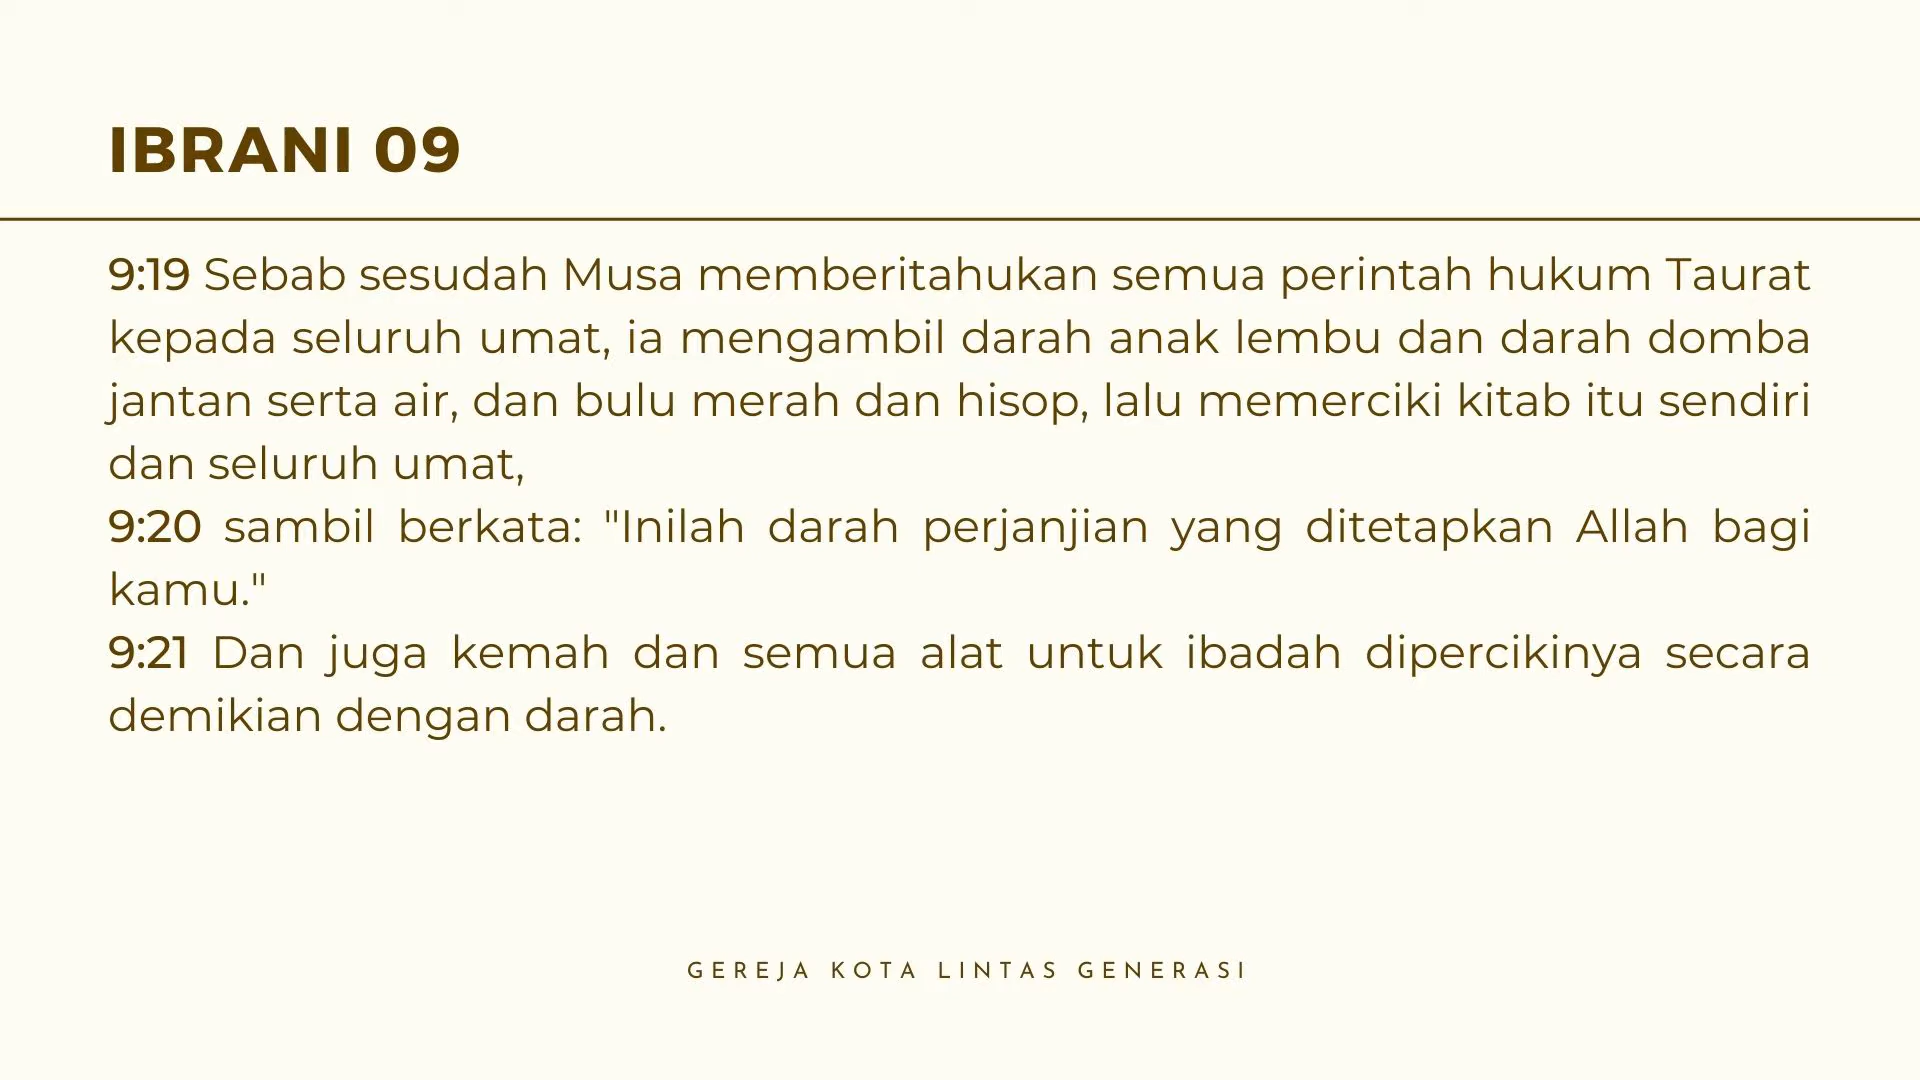 IBRANI 09
9:19 Sebab sesudah Musa memberitahukan semua perintah hukum Taurat
kepada seluruh umat, ia mengambil darah anak lembu dan darah domba
jantan serta air, dan bulu merah dan hisop, lalu memerciki kitab itu sendiri
dan seluruh umat,
9:20 sambil berkata: "Inilah darah perjanjian yang ditetapkan Allah bagi
kamu."
9:21 Dan juga kemah dan semua alat untuk ibadah dipercikinya secara
demikian dengan darah.
GEREJA KOTA LINTAS GENERASI